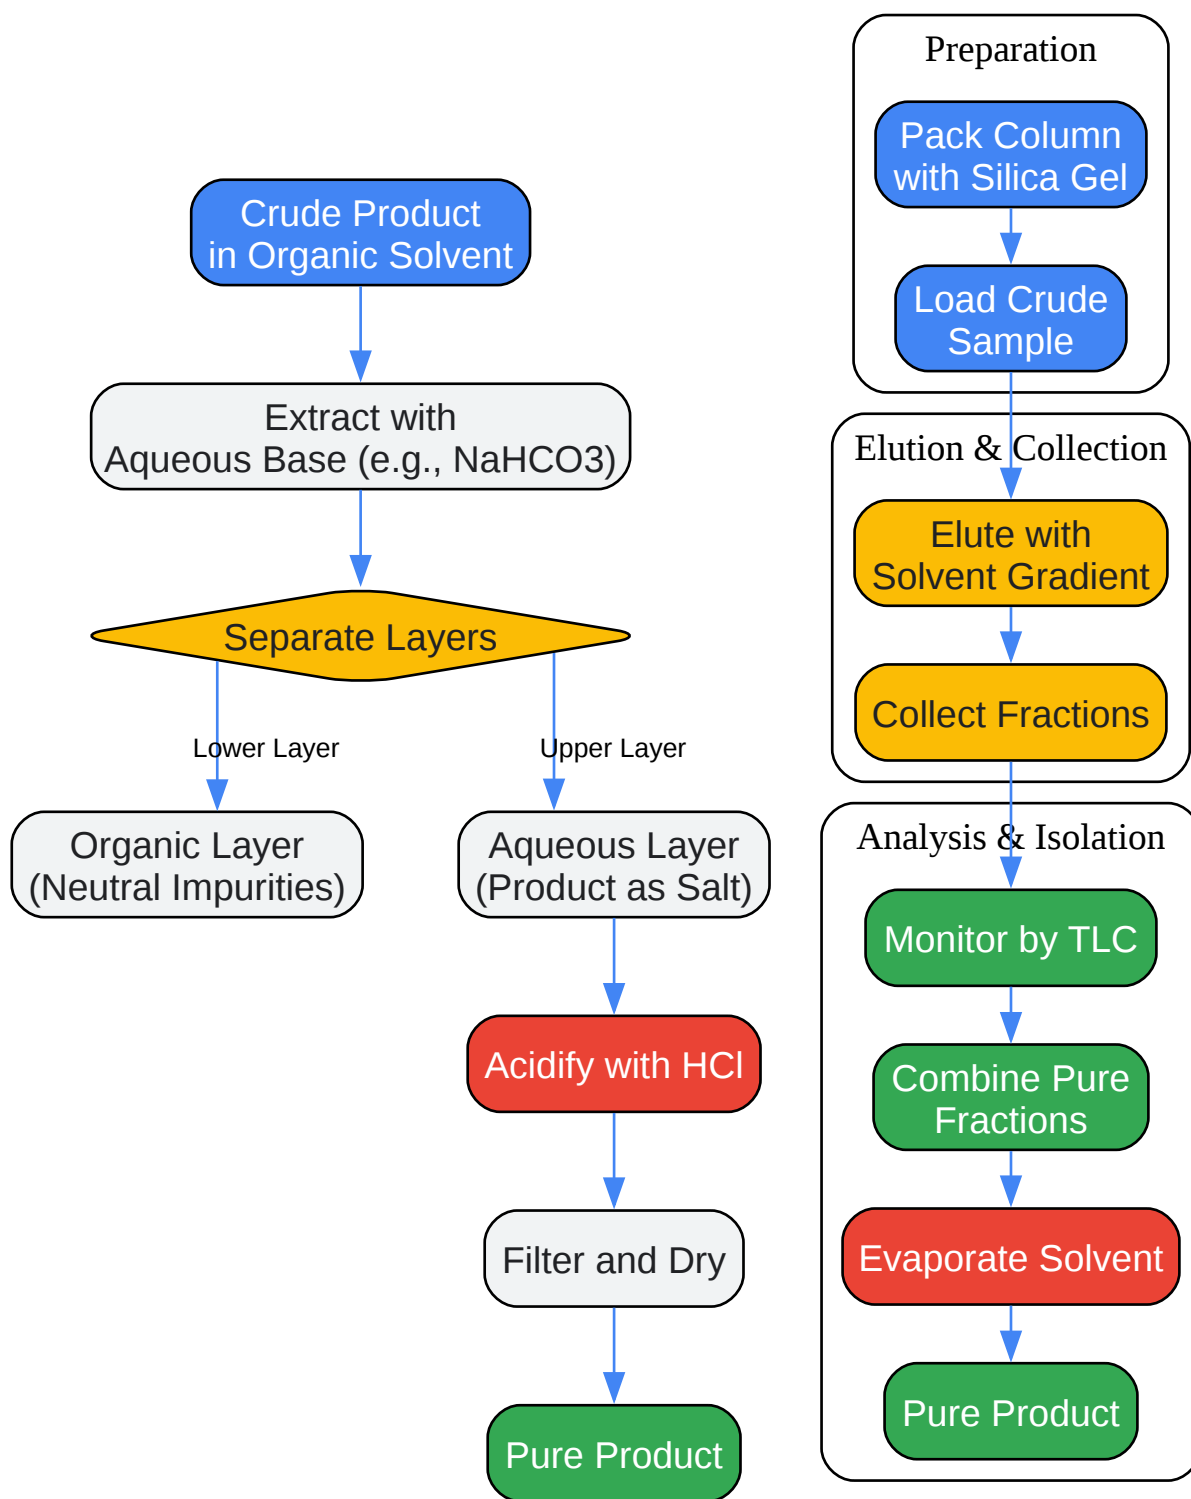 Crude Product
in Organic Solvent
Extract with
Aqueous Base (e.g., NaHCO3)
Separate Layers
Lower Layer
Upper Layer
Organic Layer
(Neutral Impurities)
Aqueous Layer
(Product as Salt)
Acidify with HCl
Filter and Dry
Pure Product
Preparation
Pack Column
with Silica Gel
Load Crude
Sample
Elution & Collection
Elute with
Solvent Gradient
Collect Fractions
Analysis & Isolation
Monitor by TLC
Combine Pure
Fractions
Evaporate Solvent
Pure Product